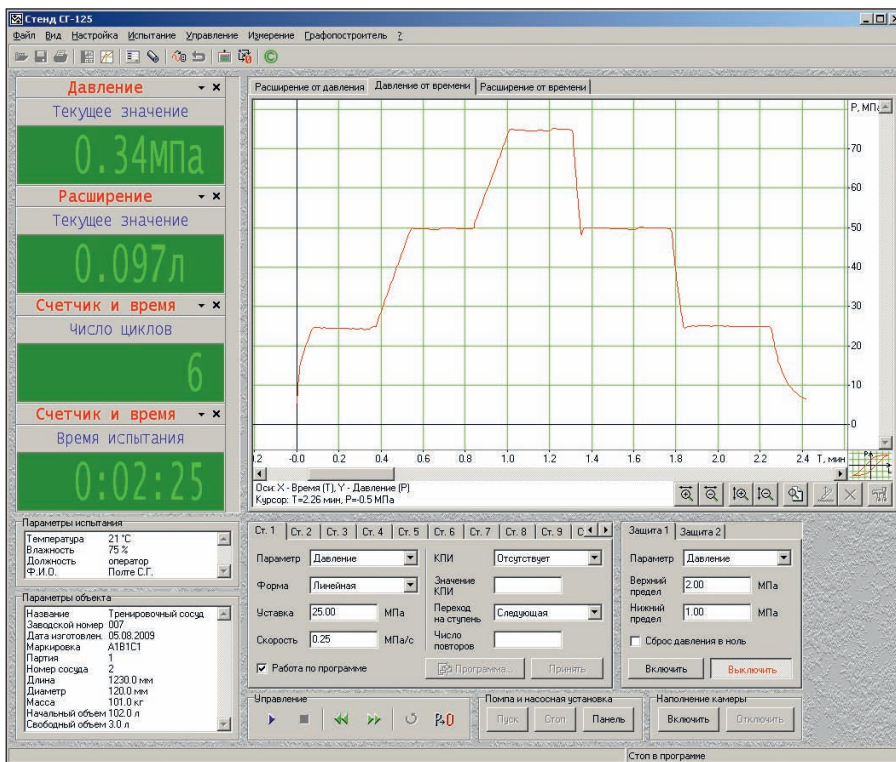 Стенд СГ-125
Файл Вид Настройка Испытание Управление Измерение Графопостроитель ?
Давление
Текущее значение
0.34МПа
Расширение
Текущее значение
0.097л
Счетчик и время
Число циклов
6
Счетчик и время
Время испытания
0:02:25
Расширение от давления Давление от времени Расширение от времени
P, МПа
70
60
50
40
30
20
10
0
0.2 -0.0 0.2 0.4 0.6 0.8 1.0 1.2 1.4 1.6 1.8 2.0 2.2 2.4 T, мин
Оси: X - Время (T), Y - Давление (P)
Курсор: T=2.26 мин, P=-0.5 МПа
Параметры испытания
Температура 21 °C
Влажность 75 %
Должность оператор
Ф.И.О. Полте С.Г.
Параметры объекта
Название Тренировочный сосуд
Заводской номер 007
Дата изготовлен. 05.08.2009
Маркировка A1B1C1
Партия 1
Номер сосуда 2
Длина 1230.0 мм
Диаметр 120.0 мм
Масса 101.0 кг
Начальный объем 102.0 л
Свободный объем 3.0 л
Ст. 1 Ст. 2 Ст. 3 Ст. 4 Ст. 5 Ст. 6 Ст. 7 Ст. 8 Ст. 9
Параметр Давление КПИ Отсутствует
Форма Линейная Значение КПИ
Уставка 25.00 МПа Переход на ступень Следующая
Скорость 0.25 МПа/с Число повторов
Работа по программе Программа... Принять
Защита 1 Защита 2
Параметр Давление
Верхний предел 2.00 МПа
Нижний предел 1.00 МПа
Сброс давления в ноль
Включить Выключить
Управление
P→0
Помпа и насосная установка
Пуск Стоп Панель
Наполнение камеры
Включить Отключить
Стоп в программе